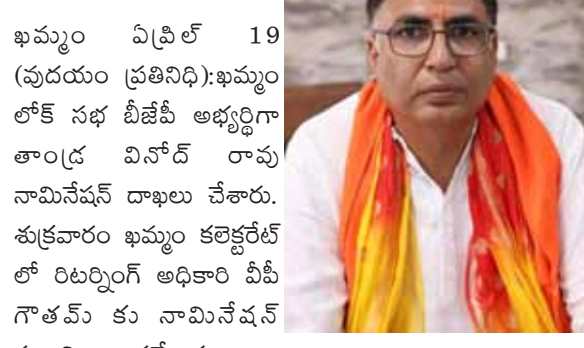 ఖమ్మం ఏప్రిల్ 19
(వుదయం ప్రతినిధి):ఖమ్మం
లోక్ సభ బీజేపీ అభ్యర్థిగా
తాండ్ర వినోద్ రావు
నామినేషన్ దాఖలు చేశారు.
శుక్రవారం ఖమ్మం కలెక్టరేట్
లో రిటర్నింగ్ అధికారి వీపీ
గౌతమ్ కు నామినేషన్